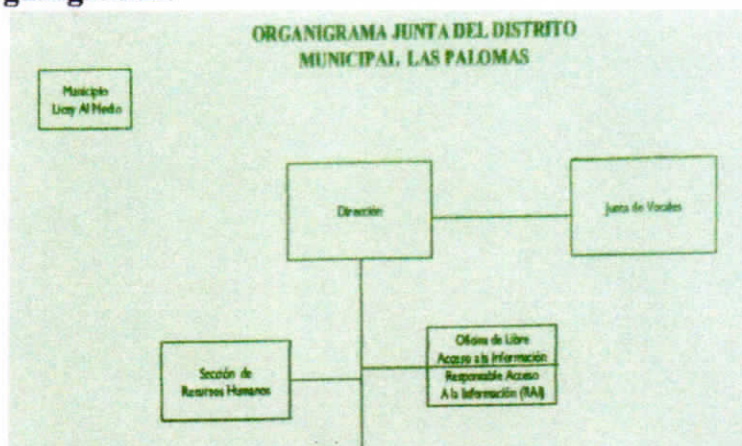 ORGANIGRAMA JUNTA DEL DISTRITO
MUNICIPAL LAS PALOMAS
Municipio
Licey Al Medio
Dirección
Junta de Vocales
Oficina de Libre
Acceso a la Información
Responsable Acceso
A la Información (RAI)
Sección de
Recursos Humanos